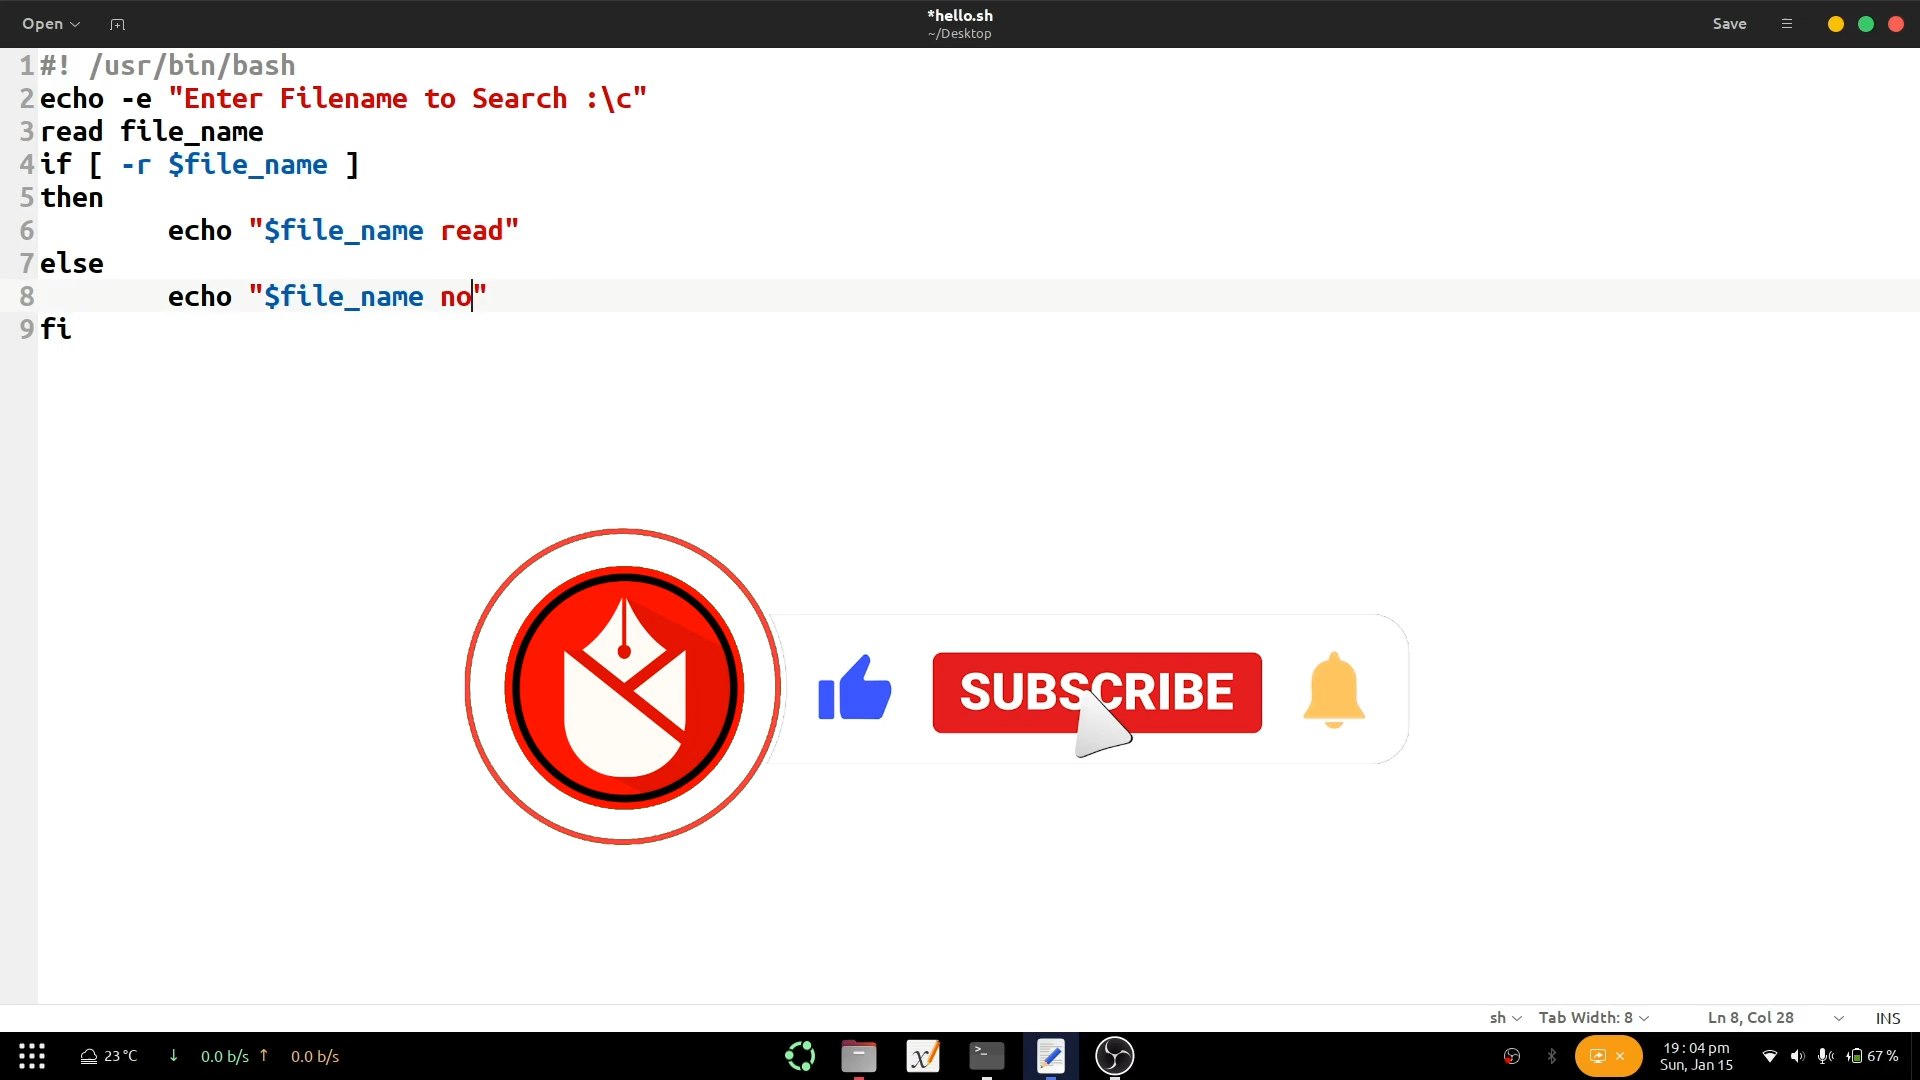 Open
*hello.sh
~/Desktop
Save
1 #! /usr/bin/bash
2 echo -e "Enter Filename to Search :\c"
3 read file_name
4 if [ -r $file_name ]
5 then
6 echo "$file_name read"
7 else
8 echo "$file_name no"
9 fi
SUBSCRIBE
sh
Tab Width: 8
Ln 8, Col 28
INS
23 °C
↓ 0.0 b/s ↑ 0.0 b/s
19 : 04 pm
Sun, Jan 15
67 %